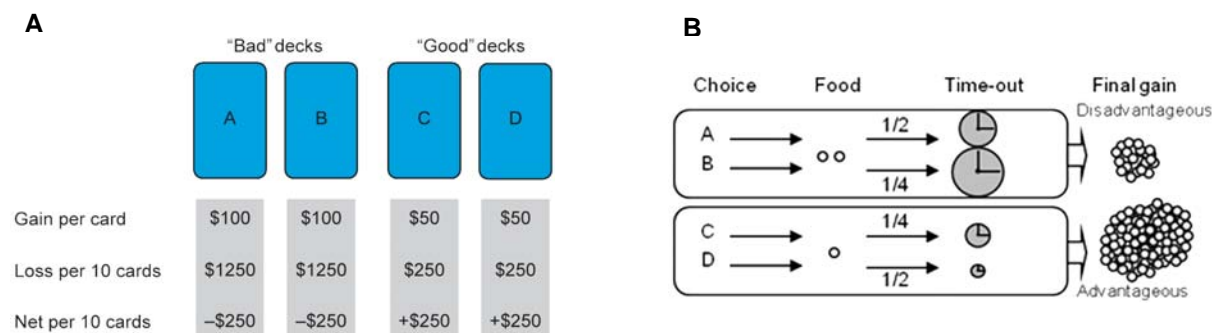 A
"Bad" decks "Good" decks
A B C D
Gain per card $100 $100 $50 $50
Loss per 10 cards $1250 $1250 $250 $250
Net per 10 cards –$250 –$250 +$250 +$250
B
Choice Food Time-out Final gain
Disadvantageous
A 1/2
B 1/4
C 1/4
D 1/2
Advantageous